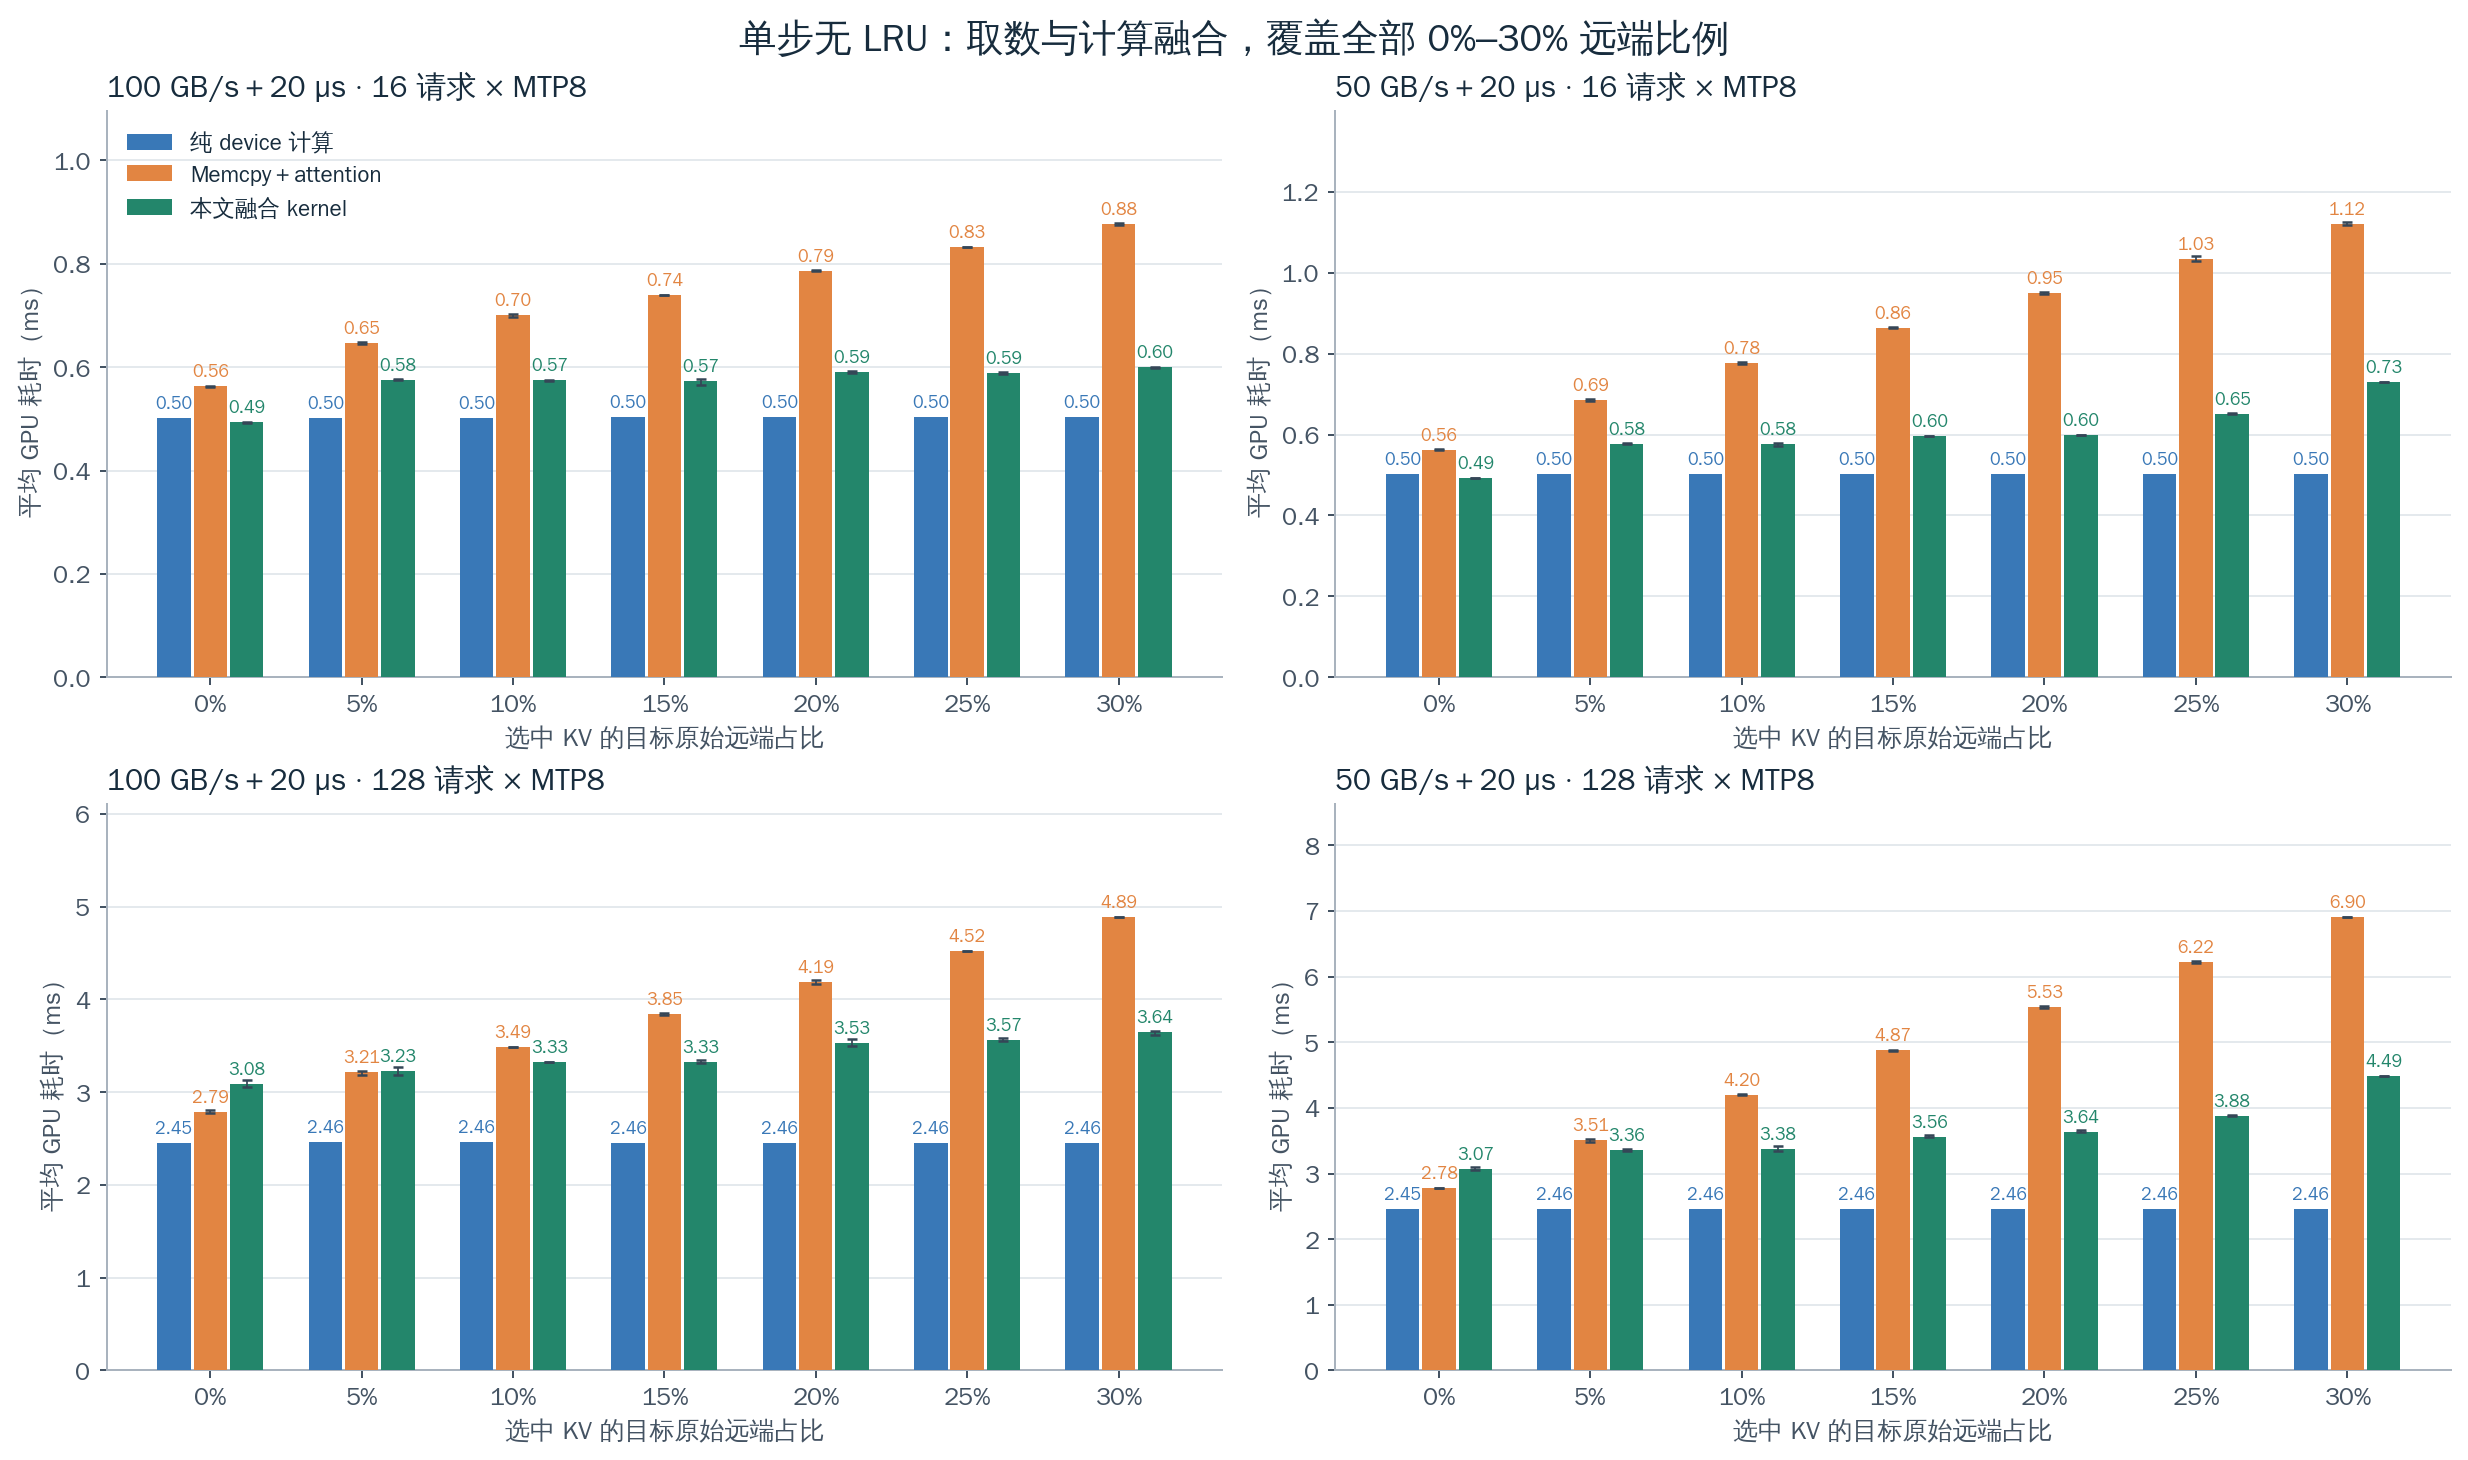 单步无 LRU：取数与计算融合，覆盖全部 0%–30% 远端比例
100 GB/s + 20 µs · 16 请求 × MTP8
纯 device 计算
Memcpy + attention
本文融合 kernel
平均 GPU 耗时（ms）
1.0
0.8
0.6
0.4
0.2
0.0
0.50 0.56 0.49
0.50 0.65 0.58
0.50 0.70 0.57
0.50 0.74 0.57
0.50 0.79 0.59
0.50 0.83 0.59
0.50 0.88 0.60
0% 5% 10% 15% 20% 25% 30%
选中 KV 的目标原始远端占比
50 GB/s + 20 µs · 16 请求 × MTP8
平均 GPU 耗时（ms）
1.2
1.0
0.8
0.6
0.4
0.2
0.0
0.50 0.56 0.49
0.50 0.69 0.58
0.50 0.78 0.58
0.50 0.86 0.60
0.50 0.95 0.60
0.50 1.03 0.65
0.50 1.12 0.73
0% 5% 10% 15% 20% 25% 30%
选中 KV 的目标原始远端占比
100 GB/s + 20 µs · 128 请求 × MTP8
平均 GPU 耗时（ms）
6
5
4
3
2
1
0
2.45 2.79 3.08
2.46 3.21 3.23
2.46 3.49 3.33
2.46 3.85 3.33
2.46 4.19 3.53
2.46 4.52 3.57
2.46 4.89 3.64
0% 5% 10% 15% 20% 25% 30%
选中 KV 的目标原始远端占比
50 GB/s + 20 µs · 128 请求 × MTP8
平均 GPU 耗时（ms）
8
7
6
5
4
3
2
1
0
2.45 2.78 3.07
2.46 3.51 3.36
2.46 4.20 3.38
2.46 4.87 3.56
2.46 5.53 3.64
2.46 6.22 3.88
2.46 6.90 4.49
0% 5% 10% 15% 20% 25% 30%
选中 KV 的目标原始远端占比